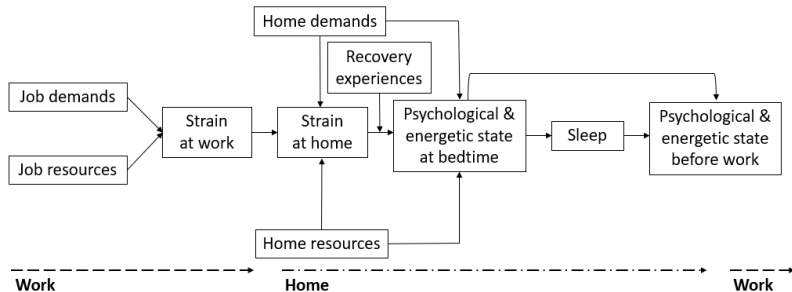 Home demands
Recovery
experiences
Job demands
Job resources
Strain
at work
Strain
at home
Psychological &
energetic state
at bedtime
Sleep
Psychological &
energetic state
before work
Home resources
Work
Home
Work